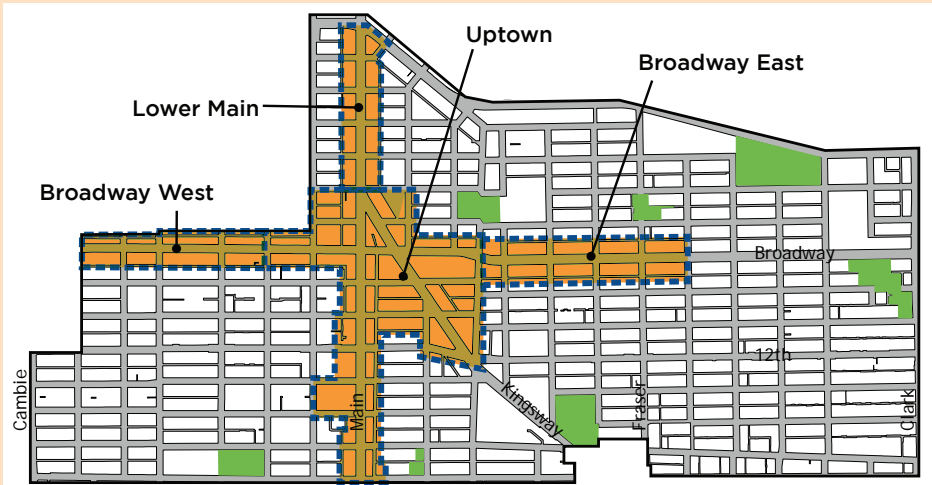 Uptown
Broadway East
Lower Main
Broadway West
Broadway
12th
Cambie
Main
Kingsway
Fraser
Clark